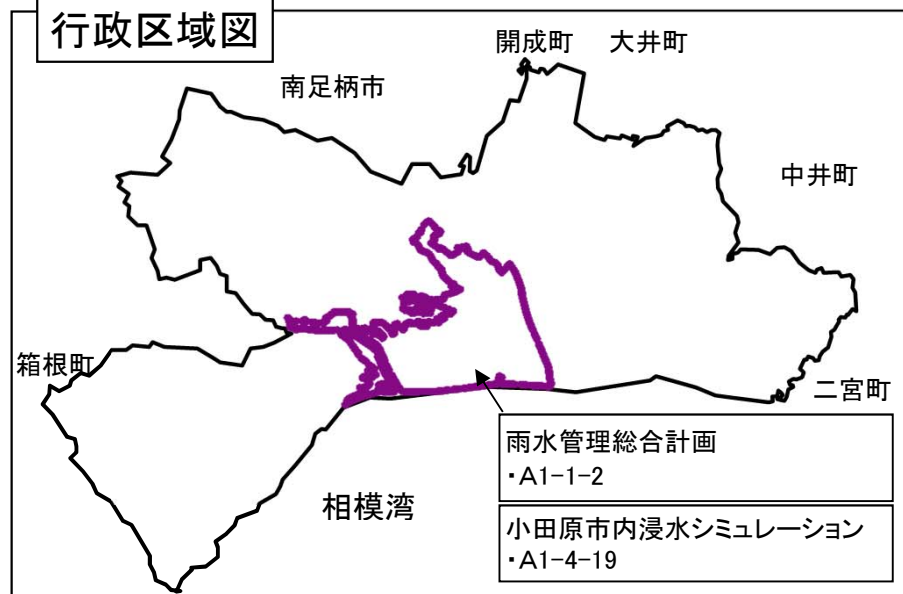 行政区域図
開成町 大井町
南足柄市
中井町
箱根町
二宮町
雨水管理総合計画
・A1-1-2
相模湾
小田原市内浸水シミュレーション
・A1-4-19